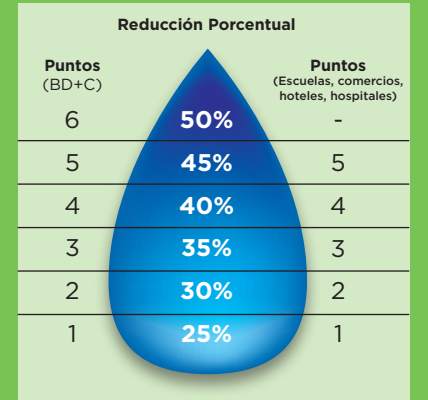 Reducción Porcentual
Puntos
(BD+C)
Puntos
(Escuelas, comercios,
hoteles, hospitales)
6 50% -
5 45% 5
4 40% 4
3 35% 3
2 30% 2
1 25% 1